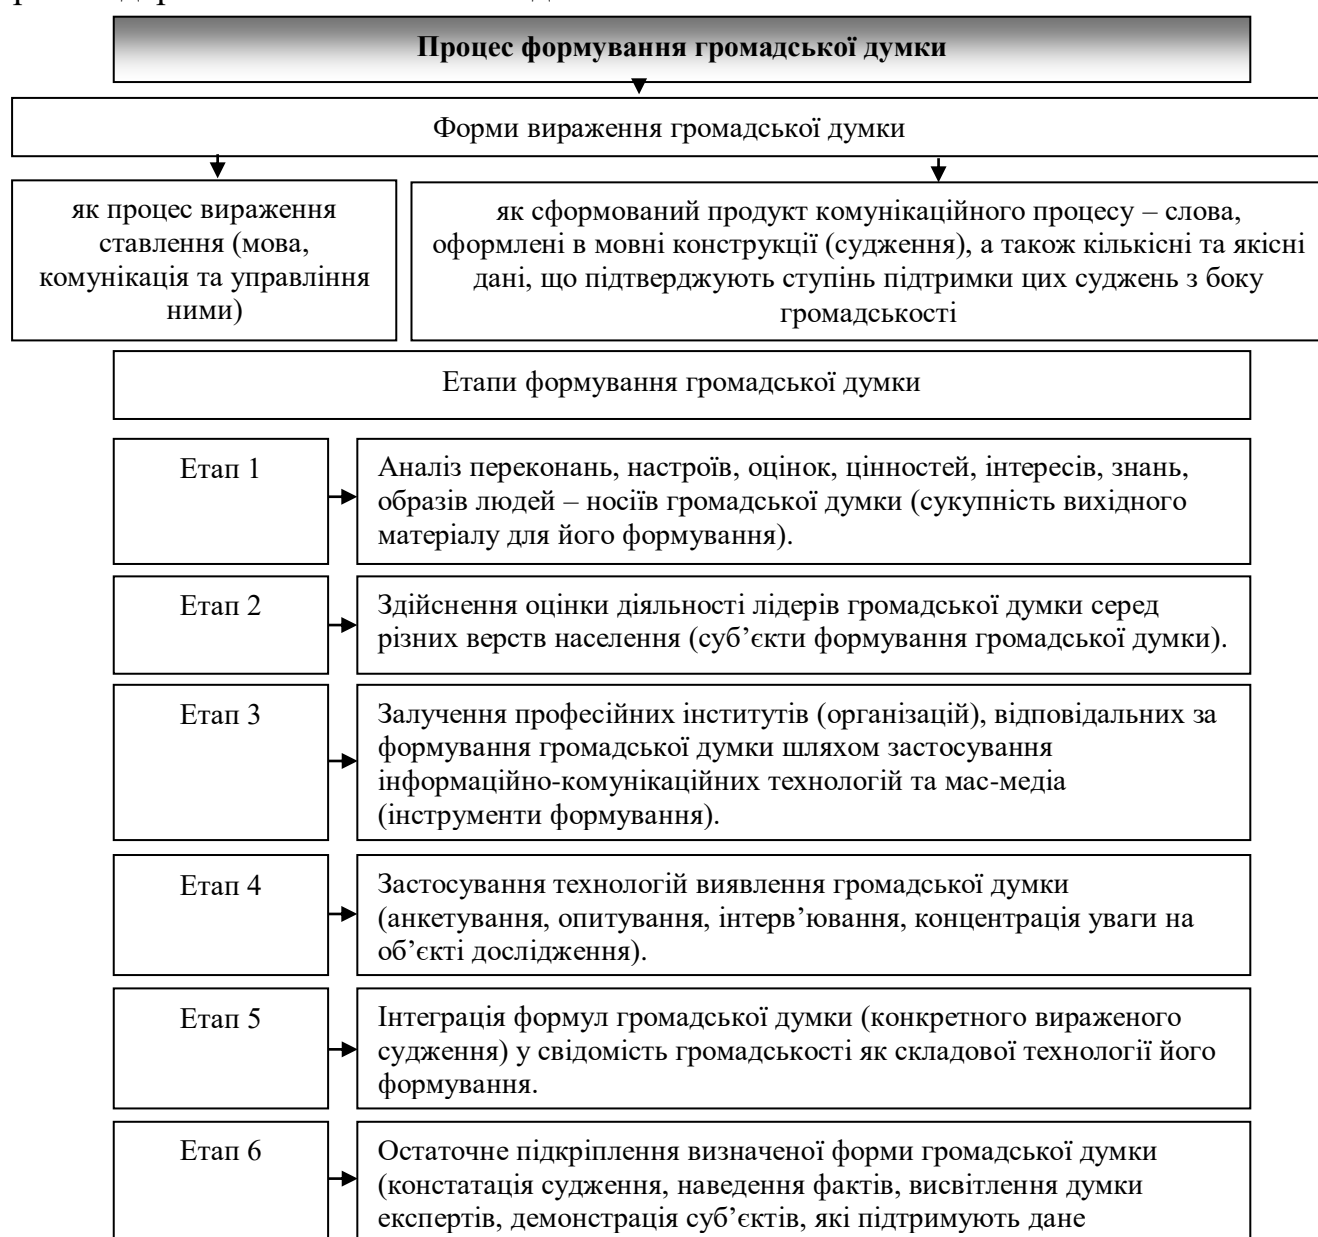 Процес формування громадської думки
Форми вираження громадської думки
як процес вираження
ставлення (мова,
комунікація та управління
ними)
як сформований продукт комунікаційного процесу – слова,
оформлені в мовні конструкції (судження), а також кількісні та якісні
дані, що підтверджують ступінь підтримки цих суджень з боку
громадськості
Етапи формування громадської думки
Етап 1
Аналіз переконань, настроїв, оцінок, цінностей, інтересів, знань,
образів людей – носіїв громадської думки (сукупність вихідного
матеріалу для його формування).
Етап 2
Здійснення оцінки діяльності лідерів громадської думки серед
різних верств населення (суб’єкти формування громадської думки).
Етап 3
Залучення професійних інститутів (організацій), відповідальних за
формування громадської думки шляхом застосування
інформаційно-комунікаційних технологій та мас-медіа
(інструменти формування).
Етап 4
Застосування технологій виявлення громадської думки
(анкетування, опитування, інтерв’ювання, концентрація уваги на
об’єкті дослідження).
Етап 5
Інтеграція формул громадської думки (конкретного вираженого
судження) у свідомість громадськості як складової технології його
формування.
Етап 6
Остаточне підкріплення визначеної форми громадської думки
(констатація судження, наведення фактів, висвітлення думки
експертів, демонстрація суб’єктів, які підтримують дане